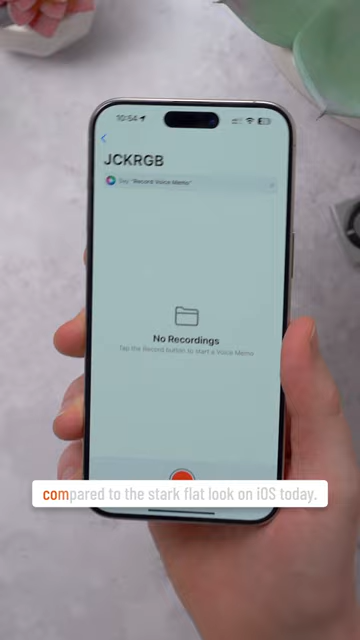 10:54
JCKRGB
Say "Record Voice Memo"
No Recordings
Tap the Record button to start a Voice Memo
compared to the stark flat look on iOS today.